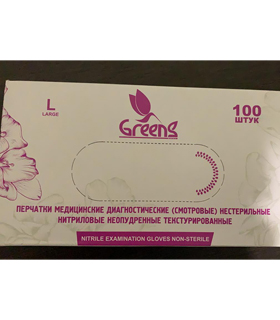 L
LARGE
Greens
100
ШТУК
ПЕРЧАТКИ МЕДИЦИНСКИЕ ДИАГНОСТИЧЕСКИЕ (СМОТРОВЫЕ) НЕСТЕРИЛЬНЫЕ
НИТРИЛОВЫЕ НЕОПУДРЕННЫЕ ТЕКСТУРИРОВАННЫЕ
NITRILE EXAMINATION GLOVES NON-STERILE